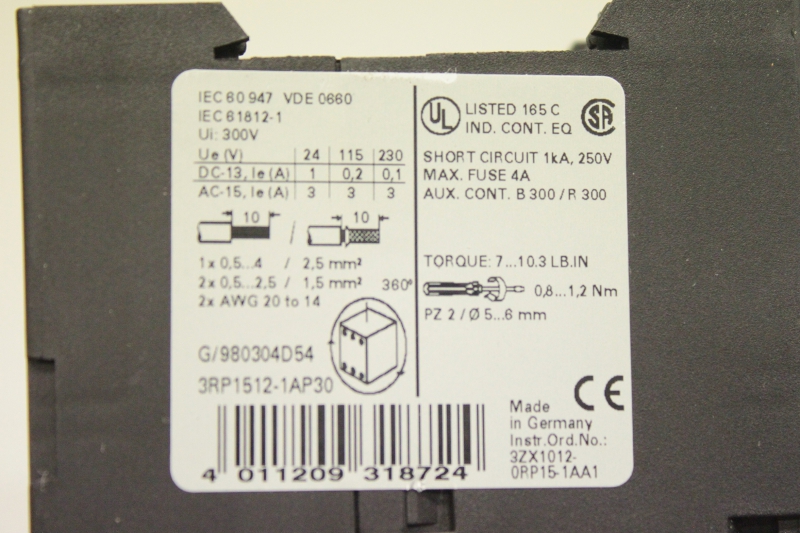 IEC 60 947 VDE 0660
IEC 61812-1
Ui: 300V
Ue (V) 24 115 230
DC-13, Ie (A) 1 0,2 0,1
AC-15, Ie (A) 3 3 3
10 / 10
1 x 0,5...4 / 2,5 mm²
2x 0,5...2,5 / 1,5 mm²
2x AWG 20 to 14
360°
G/980304D54
3RP1512-1AP30
4 011209 318724
UL LISTED 165 C
IND. CONT. EQ
SA
SHORT CIRCUIT 1kA, 250V
MAX. FUSE 4A
AUX. CONT. B 300 / R 300
TORQUE: 7...10.3 LB.IN
0,8...1,2 Nm
PZ 2 / Ø 5...6 mm
CE
Made
in Germany
Instr.Ord.No.:
3ZX1012-
0RP15-1AA1